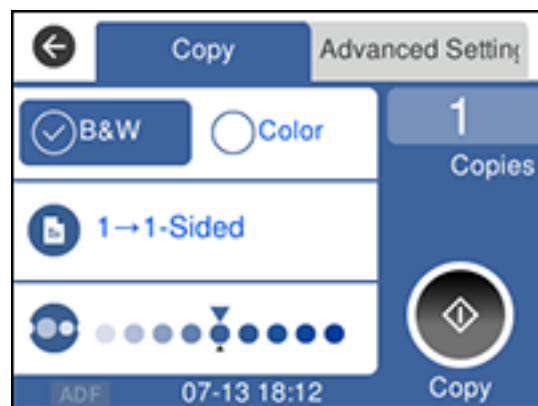 Copy
Advanced Setting
B&W
Color
1
Copies
1→1-Sided
ADF
07-13 18:12
Copy